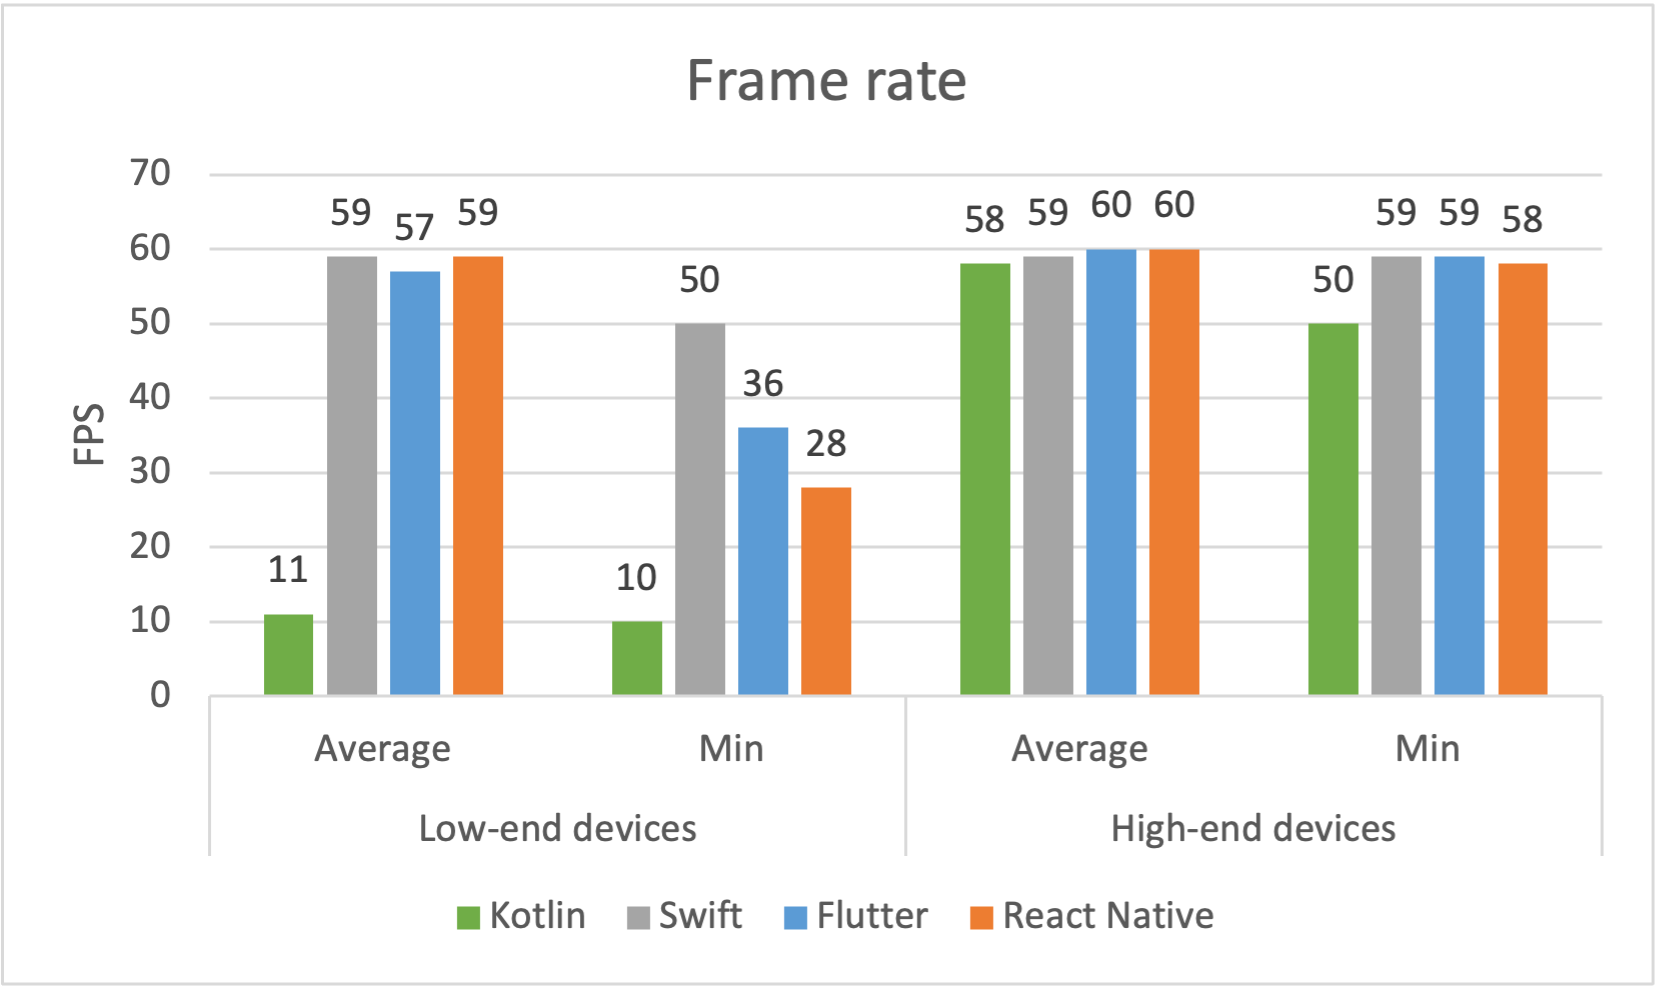 Frame rate
70
60
50
40
30
20
10
0
FPS
11 59 57 59
10 50 36 28
58 59 60 60
50 59 59 58
Average Min Average Min
Low-end devices High-end devices
Kotlin Swift Flutter React Native